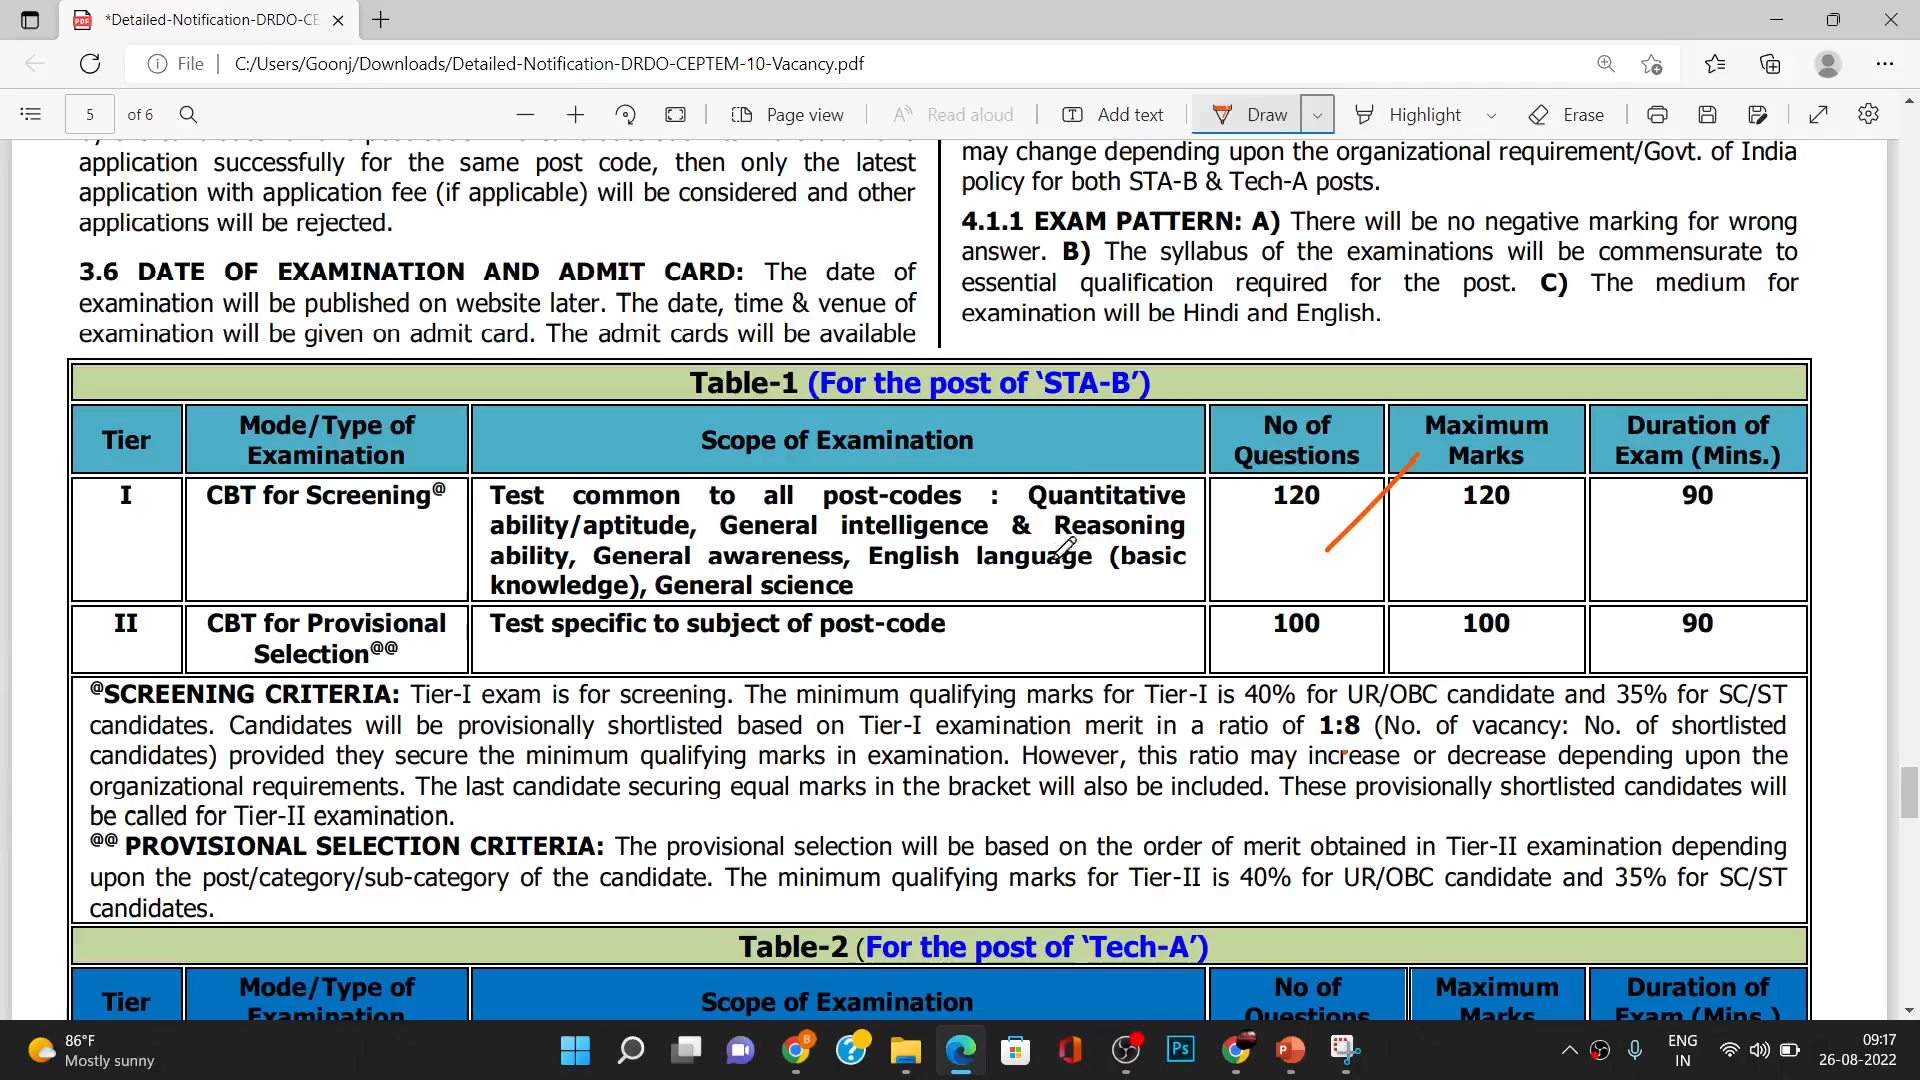 *Detailed-Notification-DRDO-CE
File
C:/Users/Goonj/Downloads/Detailed-Notification-DRDO-CEPTEM-10-Vacancy.pdf
5 of 6
Page view
Read aloud
Add text
Draw
Highlight
Erase
application successfully for the same post code, then only the latest
application with application fee (if applicable) will be considered and other
applications will be rejected.
3.6 DATE OF EXAMINATION AND ADMIT CARD: The date of
examination will be published on website later. The date, time & venue of
examination will be given on admit card. The admit cards will be available
may change depending upon the organizational requirement/Govt. of India
policy for both STA-B & Tech-A posts.
4.1.1 EXAM PATTERN: A) There will be no negative marking for wrong
answer. B) The syllabus of the examinations will be commensurate to
essential qualification required for the post. C) The medium for
examination will be Hindi and English.
Table-1 (For the post of ‘STA-B’)
Tier
Mode/Type of
Examination
Scope of Examination
No of
Questions
Maximum
Marks
Duration of
Exam (Mins.)
I
CBT for Screening@
Test common to all post-codes : Quantitative
ability/aptitude, General intelligence & Reasoning
ability, General awareness, English language (basic
knowledge), General science
120
120
90
II
CBT for Provisional
Selection@@
Test specific to subject of post-code
100
100
90
@SCREENING CRITERIA: Tier-I exam is for screening. The minimum qualifying marks for Tier-I is 40% for UR/OBC candidate and 35% for SC/ST
candidates. Candidates will be provisionally shortlisted based on Tier-I examination merit in a ratio of 1:8 (No. of vacancy: No. of shortlisted
candidates) provided they secure the minimum qualifying marks in examination. However, this ratio may increase or decrease depending upon the
organizational requirements. The last candidate securing equal marks in the bracket will also be included. These provisionally shortlisted candidates will
be called for Tier-II examination.
@@ PROVISIONAL SELECTION CRITERIA: The provisional selection will be based on the order of merit obtained in Tier-II examination depending
upon the post/category/sub-category of the candidate. The minimum qualifying marks for Tier-II is 40% for UR/OBC candidate and 35% for SC/ST
candidates.
Table-2 (For the post of ‘Tech-A’)
Tier
Mode/Type of
Examination
Scope of Examination
No of
Questions
Maximum
Marks
Duration of
Exam (Mins.)
86°F
Mostly sunny
Ps
ENG
IN
09:17
26-08-2022